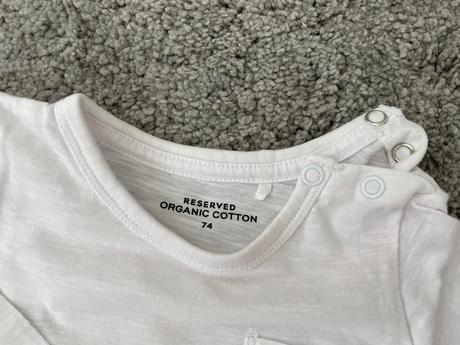 RESERVED
ORGANIC COTTON
74